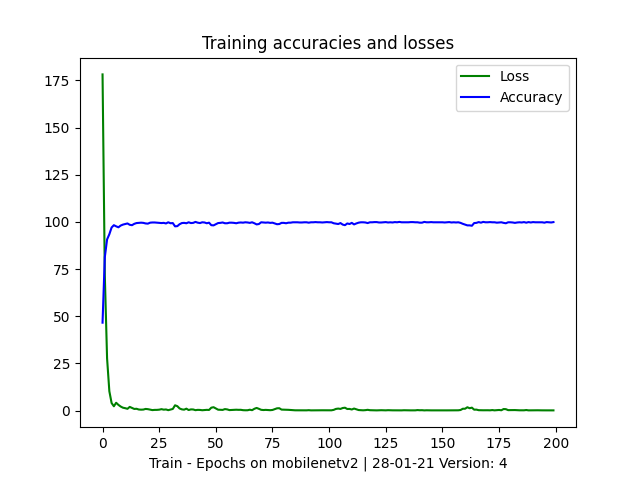 Training accuracies and losses
Loss
Accuracy
175
150
125
100
75
50
25
0
0 25 50 75 100 125 150 175 200
Train - Epochs on mobilenetv2 | 28-01-21 Version: 4